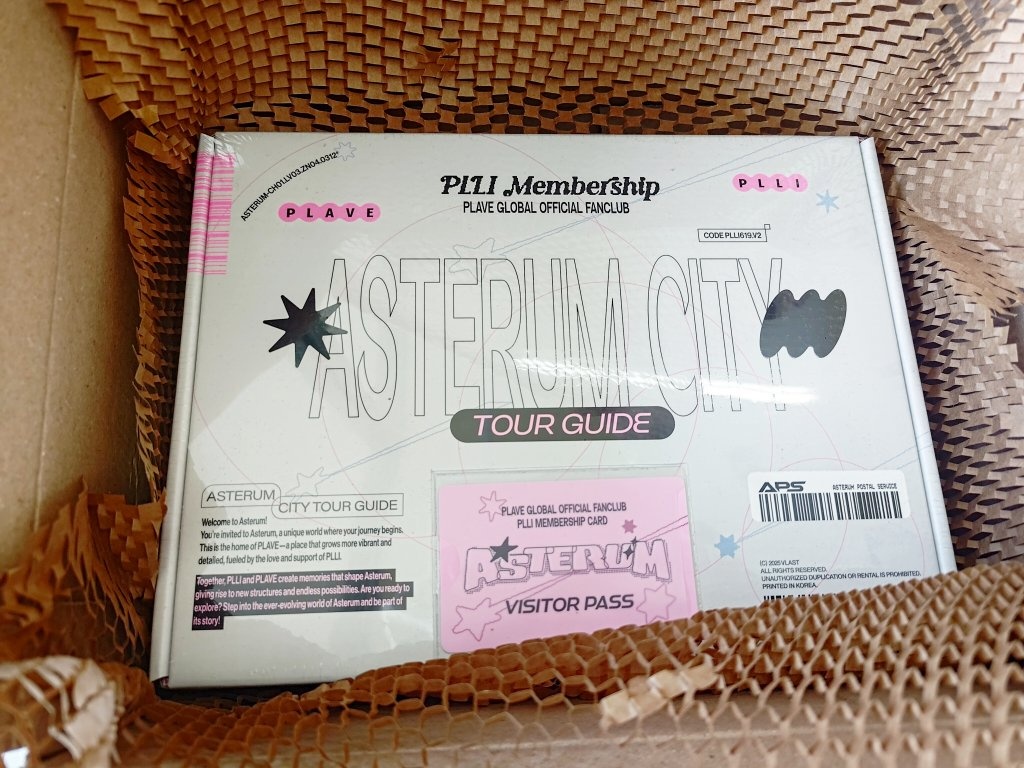 ASTERUM-CH01.LV03.ZN04.0312*
PLLI Membership
PLAVE GLOBAL OFFICIAL FANCLUB
PLAVE
PLLi
CODE PLLI619.V2
ASTERUM CITY
TOUR GUIDE
ASTERUM
CITY TOUR GUIDE
Welcome to Asterum!
You're invited to Asterum, a unique world where your journey begins.
This is the home of PLAVE—a place that grows more vibrant and
detailed, fueled by the love and support of PLLI.
Together, PLLI and PLAVE create memories that shape Asterum,
giving rise to new structures and endless possibilities. Are you ready to
explore? Step into the ever-evolving world of Asterum and be part of
its story!
PLAVE GLOBAL OFFICIAL FANCLUB
PLLI MEMBERSHIP CARD
ASTERUM
VISITOR PASS
APS
ASTERUM POSTAL SERVICE
(C) 2025 VLAST
ALL RIGHTS RESERVED.
UNAUTHORIZED DUPLICATION OR RENTAL IS PROHIBITED.
PRINTED IN KOREA.